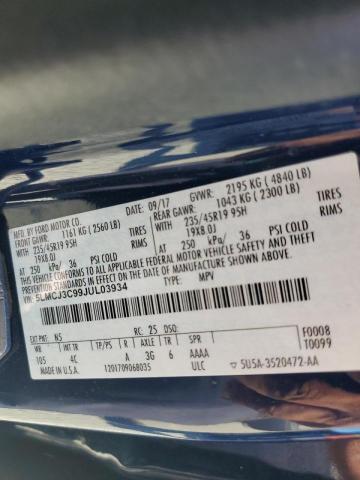 MFD. BY FORD MOTOR CO.
09/17 GVWR: 2195 KG ( 4840 LB)
FRONT GAWR: 1161 KG ( 2560 LB) REAR GAWR: 1043 KG ( 2300 LB)
WITH 235/45R19 95H TIRES WITH 235/45R19 95H TIRES
19X8.0J 19X8.0J
AT 250 kPa/ 36 PSI COLD AT 250 kPa/ 36 PSI COLD
THIS VEHICLE CONFORMS TO ALL APPLICABLE FEDERAL MOTOR VEHICLE SAFETY AND THEFT
PREVENTION STANDARDS IN EFFECT ON THE DATE OF MANUFACTURE SHOWN ABOVE.
VIN: 5LMCJ3C99JUL03934
TYPE: MPV
EXT PNT: N5 RC: 25 DSO: F0008
WB INT TR TP/PS R AXLE TR SPR T0099
105 4C A 3G 6 AAAA
MADE IN U.S.A. 1201709068035 ULC 5U5A-3520472-AA